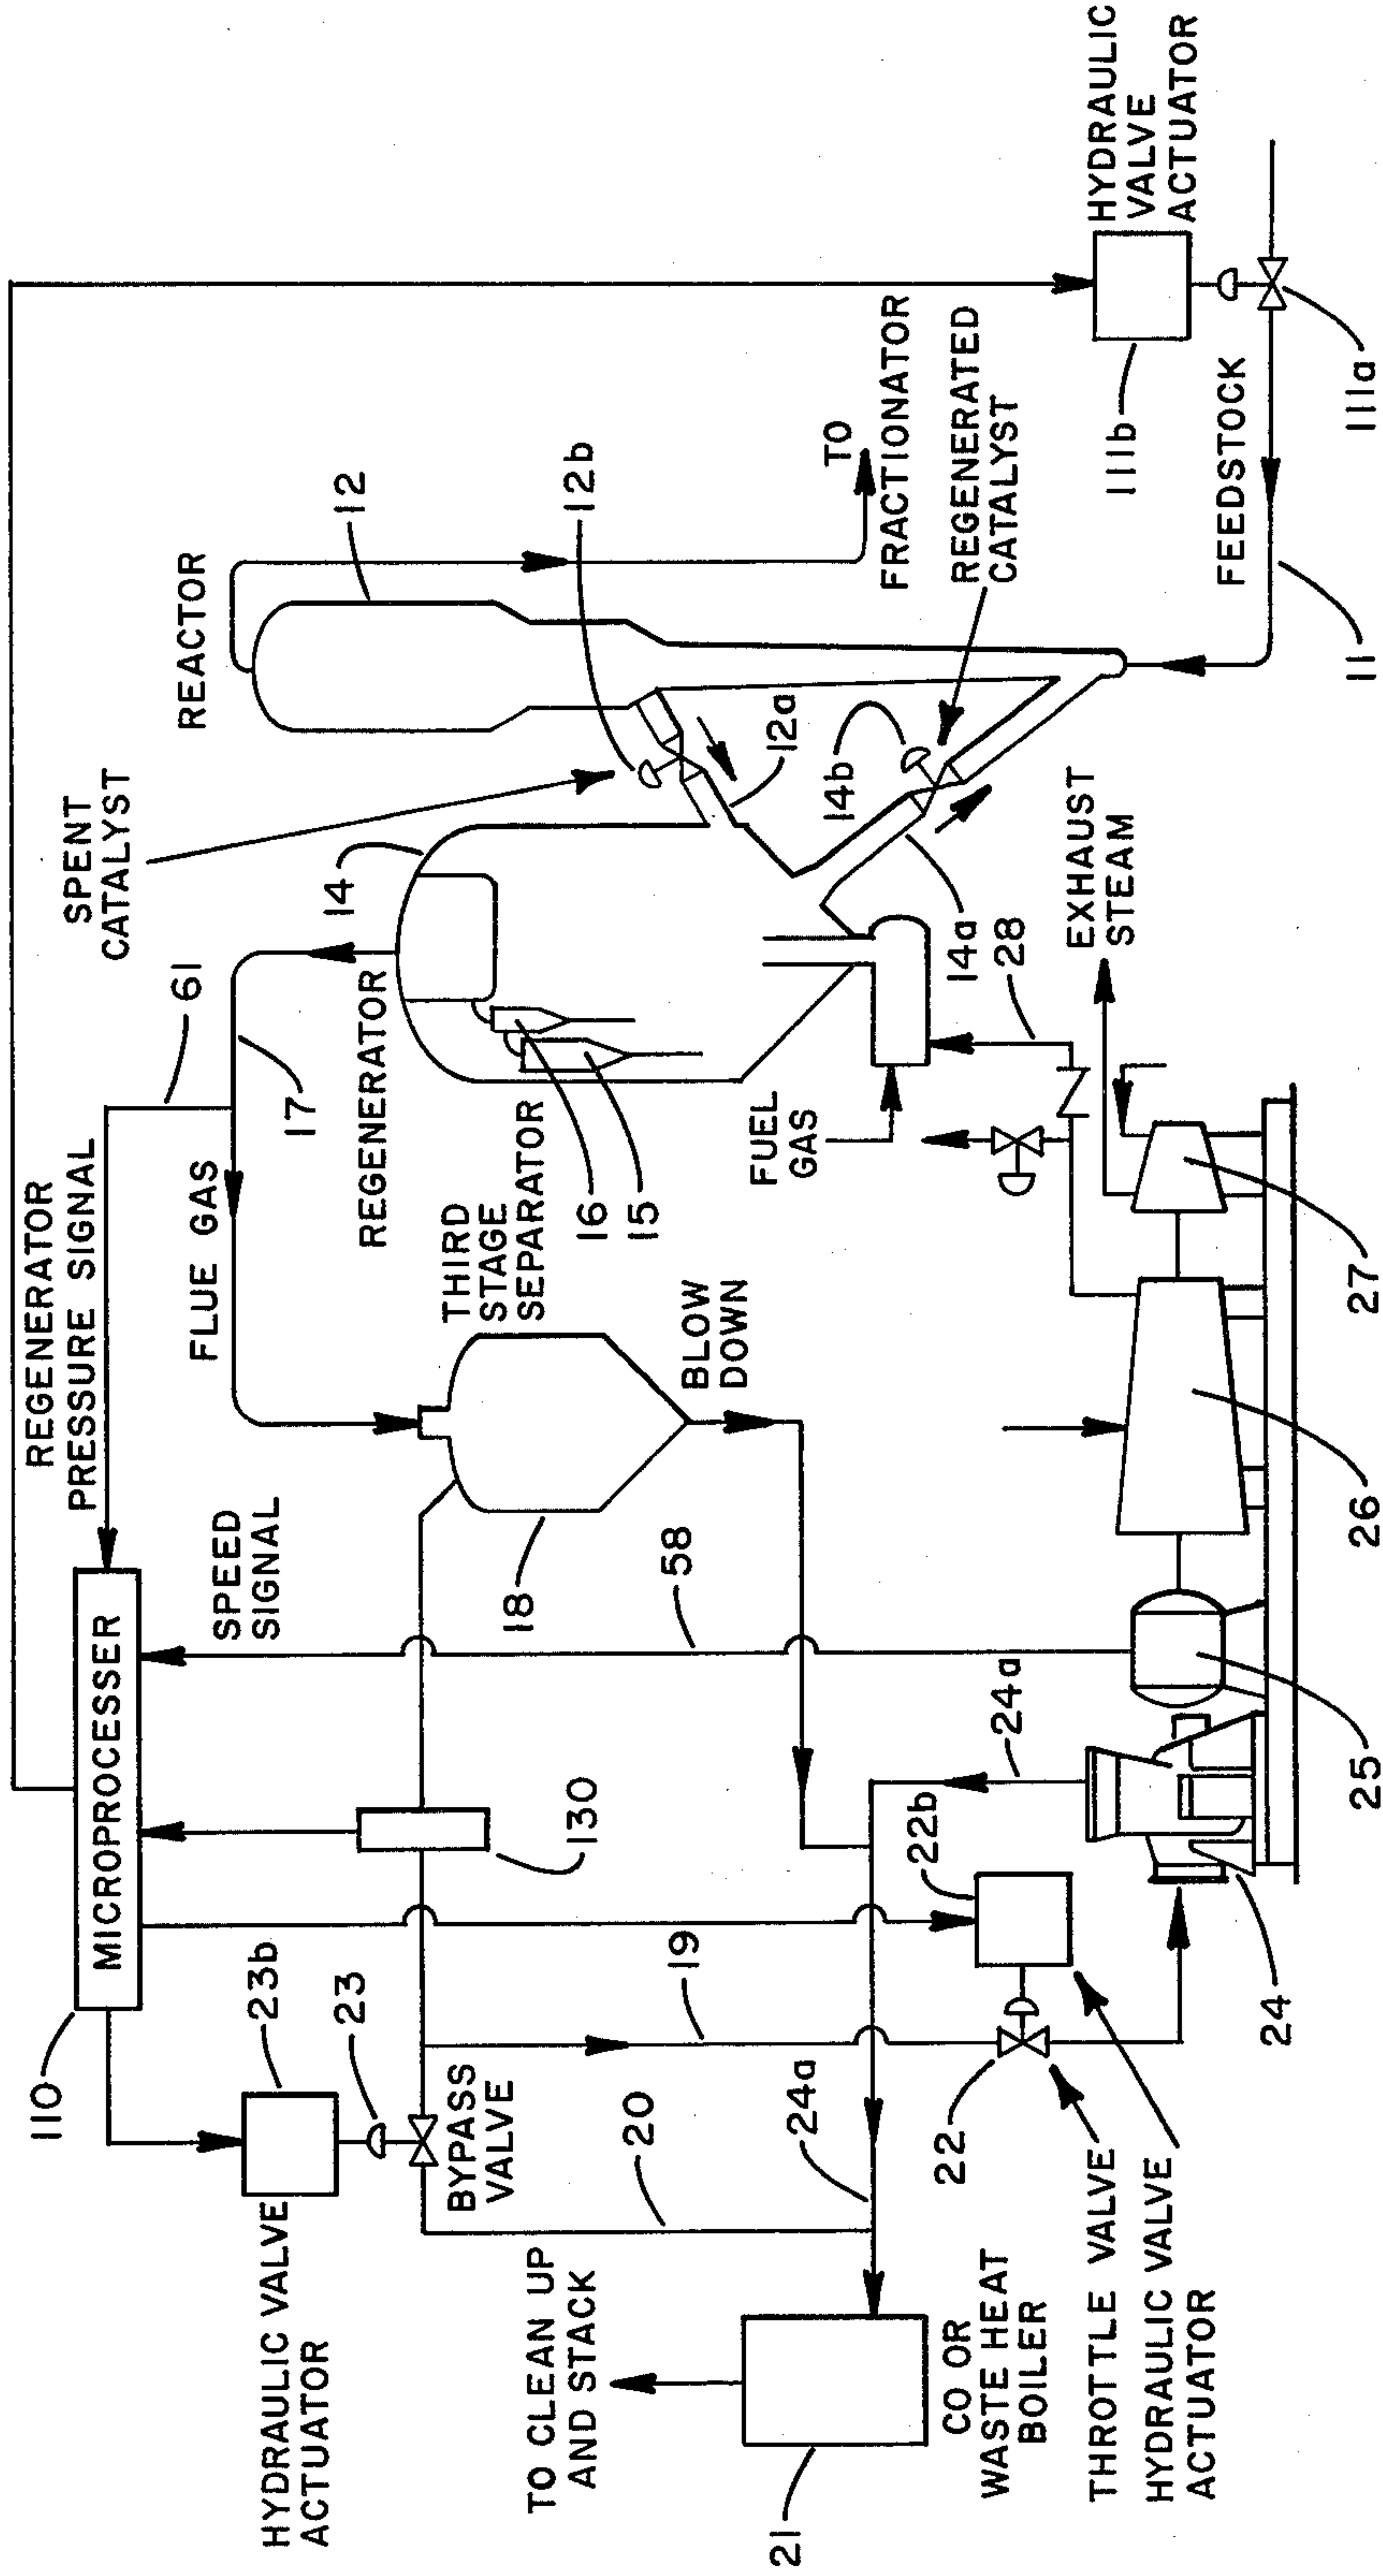 REGENERATOR
PRESSURE SIGNAL
61
SPENT
CATALYST
REACTOR
12
12b
14
17
FLUE GAS
REGENERATOR
SPEED
SIGNAL
MICROPROCESSER
110
23b
HYDRAULIC VALVE
ACTUATOR
23
BYPASS
VALVE
130
18
THIRD
STAGE
SEPARATOR
16
15
12a
14b
14a
TO
FRACTIONATOR
REGENERATED
CATALYST
HYDRAULIC
VALVE
ACTUATOR
111b
111a
FEEDSTOCK
11
FUEL
GAS
28
EXHAUST
STEAM
BLOW
DOWN
58
19
20
24a
24a
22b
22
TO CLEAN UP
AND STACK
21
CO OR
WASTE HEAT
BOILER
THROTTLE VALVE
HYDRAULIC VALVE
ACTUATOR
24
25
26
27